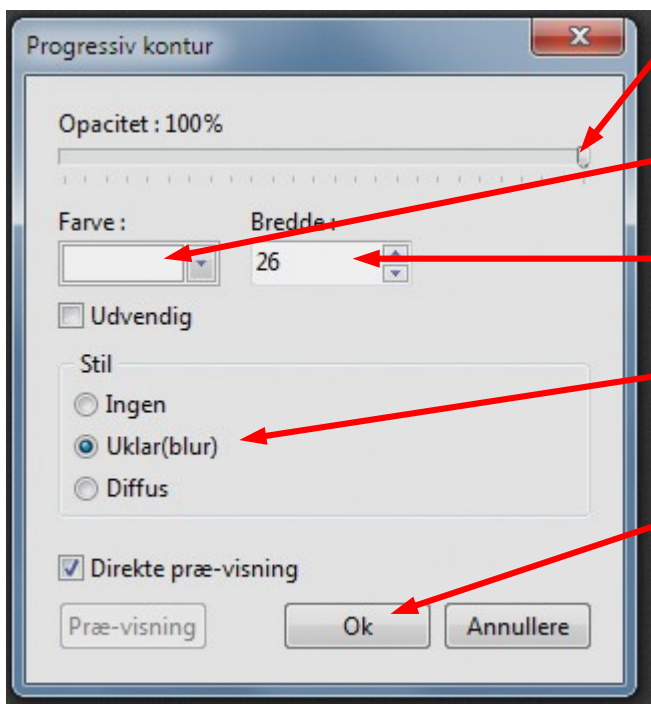 Progressiv kontur
Opacitet : 100%
Farve : Bredde :
26
Udvendig
Stil
Ingen
Uklar(blur)
Diffus
Direkte præ-visning
Præ-visning Ok Annullere